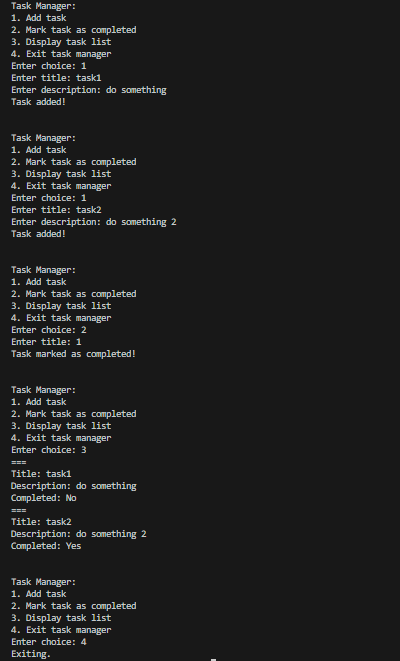 Task Manager:
1. Add task
2. Mark task as completed
3. Display task list
4. Exit task manager
Enter choice: 1
Enter title: task1
Enter description: do something
Task added!
Task Manager:
1. Add task
2. Mark task as completed
3. Display task list
4. Exit task manager
Enter choice: 1
Enter title: task2
Enter description: do something 2
Task added!
Task Manager:
1. Add task
2. Mark task as completed
3. Display task list
4. Exit task manager
Enter choice: 2
Enter title: 1
Task marked as completed!
Task Manager:
1. Add task
2. Mark task as completed
3. Display task list
4. Exit task manager
Enter choice: 3
===
Title: task1
Description: do something
Completed: No
===
Title: task2
Description: do something 2
Completed: Yes
Task Manager:
1. Add task
2. Mark task as completed
3. Display task list
4. Exit task manager
Enter choice: 4
Exiting.